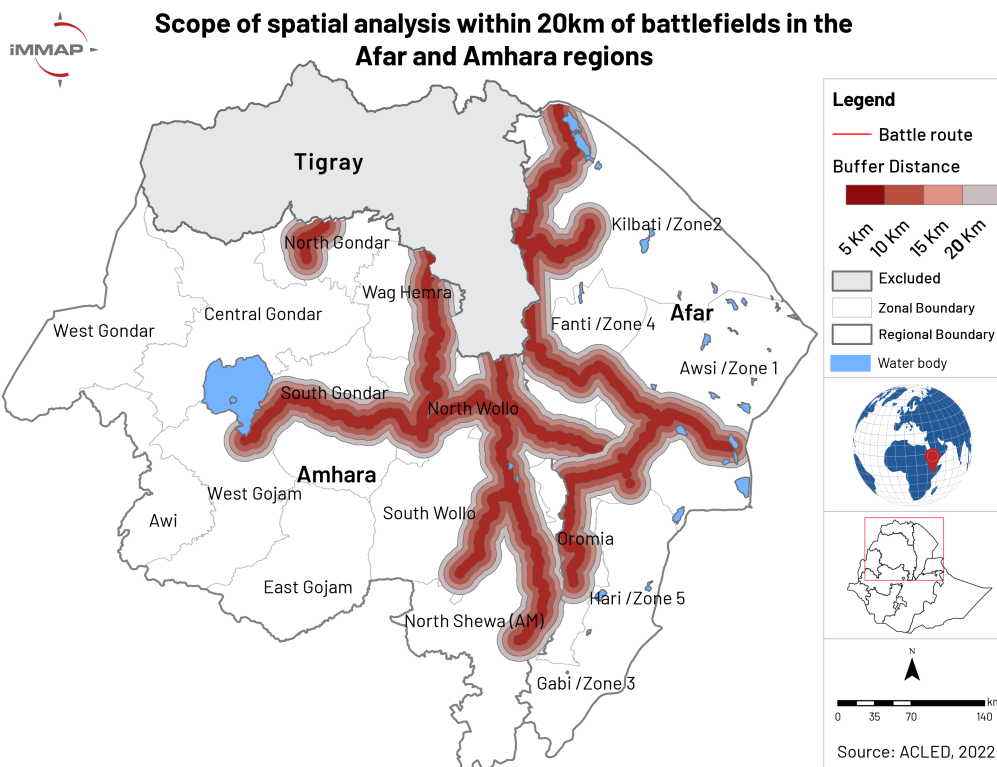 Scope of spatial analysis within 20km of battlefields in the
Afar and Amhara regions
iMMAP
Tigray
North Gondar
Kilbati /Zone2
Wag Hemra
West Gondar
Central Gondar
Fanti /Zone 4
Afar
Awsi /Zone 1
South Gondar
North Wollo
Amhara
West Gojam
South Wollo
Awi
Oromia
East Gojam
Hari /Zone 5
North Shewa (AM)
Gabi /Zone 3
Legend
Battle route
Buffer Distance
5 Km
10 Km
15 Km
20 Km
Excluded
Zonal Boundary
Regional Boundary
Water body
N
km
0 35 70 140
Source: ACLED, 2022